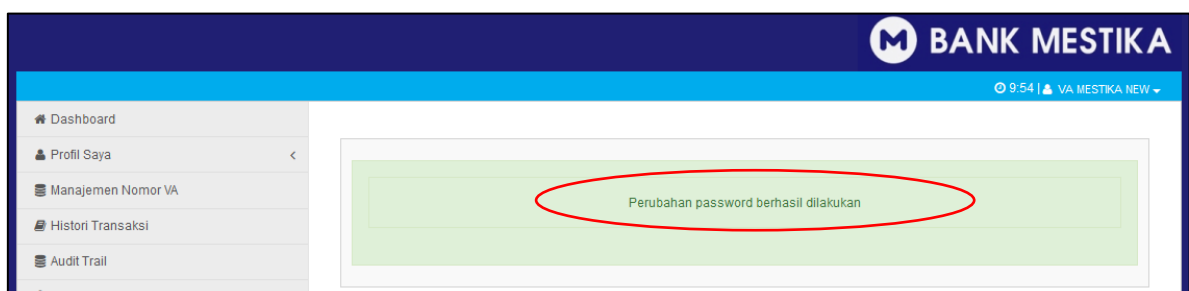 BANK MESTIKA
9:54 | VA MESTIKA NEW
Dashboard
Profil Saya
Manajemen Nomor VA
Perubahan password berhasil dilakukan
Histori Transaksi
Audit Trail